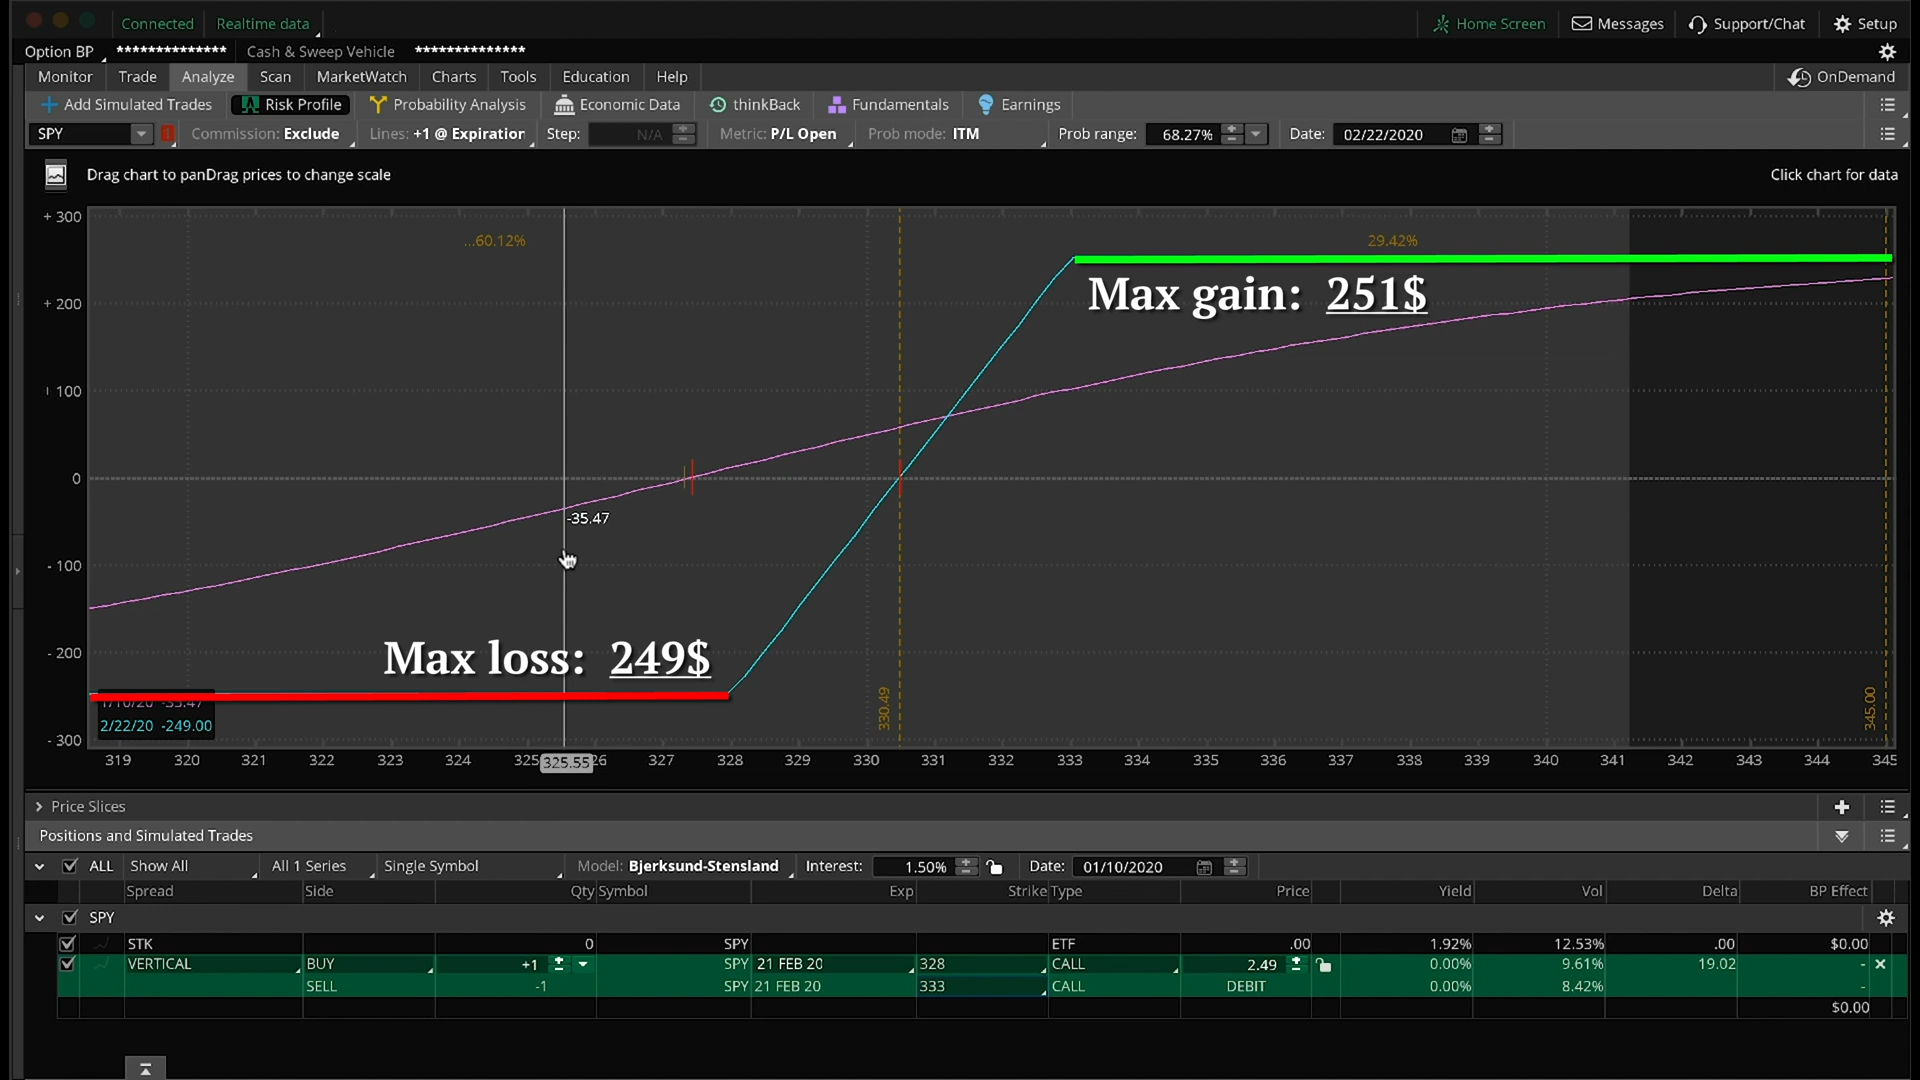 Connected Realtime data Home Screen Messages Support/Chat Setup
Option BP ************** Cash & Sweep Vehicle **************
Monitor Trade Analyze Scan MarketWatch Charts Tools Education Help OnDemand
Add Simulated Trades Risk Profile Probability Analysis Economic Data thinkBack Fundamentals Earnings
SPY Commission: Exclude Lines: +1 @ Expiration Step: N/A Metric: P/L Open Prob mode: ITM Prob range: 68.27% Date: 02/22/2020
Drag chart to panDrag prices to change scale Click chart for data
+ 300
...60.12% 29.42%
Max gain: 251$
+ 200
100
0
-35.47
- 100
- 200
Max loss: 249$
330.49 345.00
2/22/20 -249.00
- 300
319 320 321 322 323 324 325.55 327 328 329 330 331 332 333 334 335 336 337 338 339 340 341 342 343 344 345
Price Slices
Positions and Simulated Trades
ALL Show All All 1 Series Single Symbol Model: Bjerksund-Stensland Interest: 1.50% Date: 01/10/2020
Spread Side Qty Symbol Exp Strike Type Price Yield Vol Delta BP Effect
SPY
STK 0 SPY ETF .00 1.92% 12.53% .00 $0.00
VERTICAL BUY +1 SPY 21 FEB 20 328 CALL 2.49 0.00% 9.61% 19.02 -
SELL -1 SPY 21 FEB 20 333 CALL DEBIT 0.00% 8.42% -
$0.00